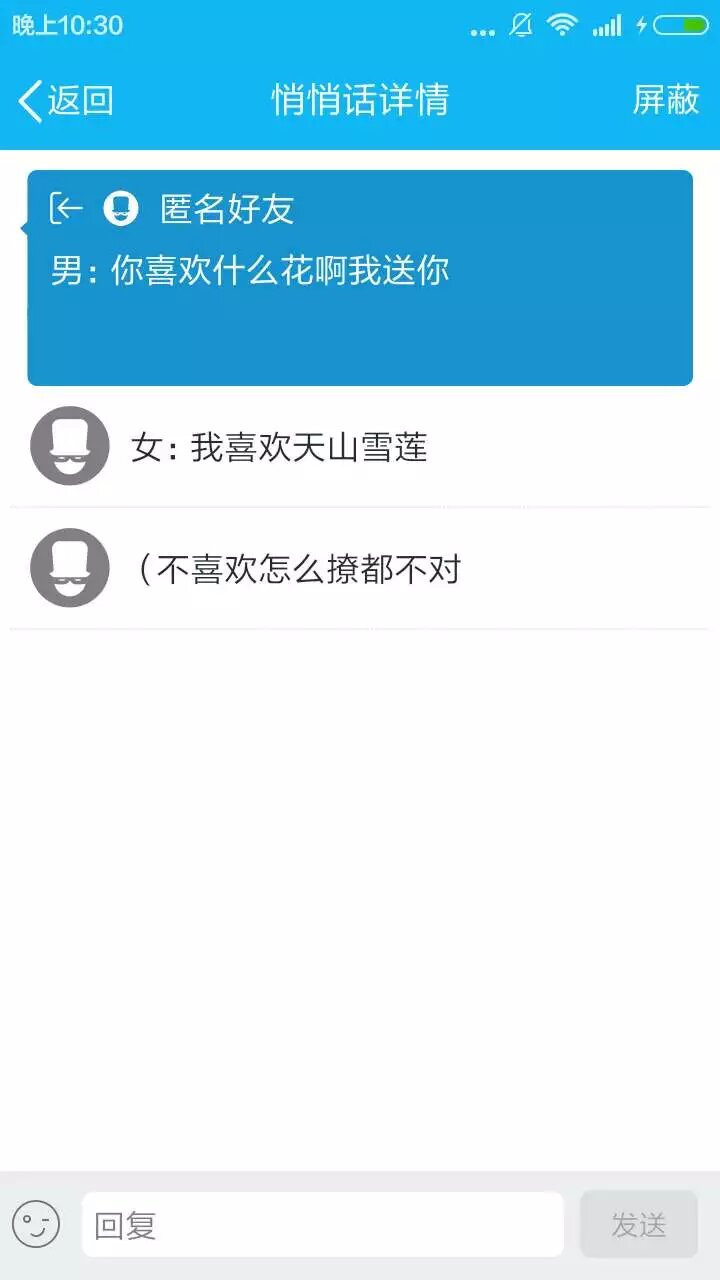 晚上10:30
返回
悄悄话详情
屏蔽
匿名好友
男：你喜欢什么花啊我送你
女：我喜欢天山雪莲
（不喜欢怎么撩都不对
回复
发送